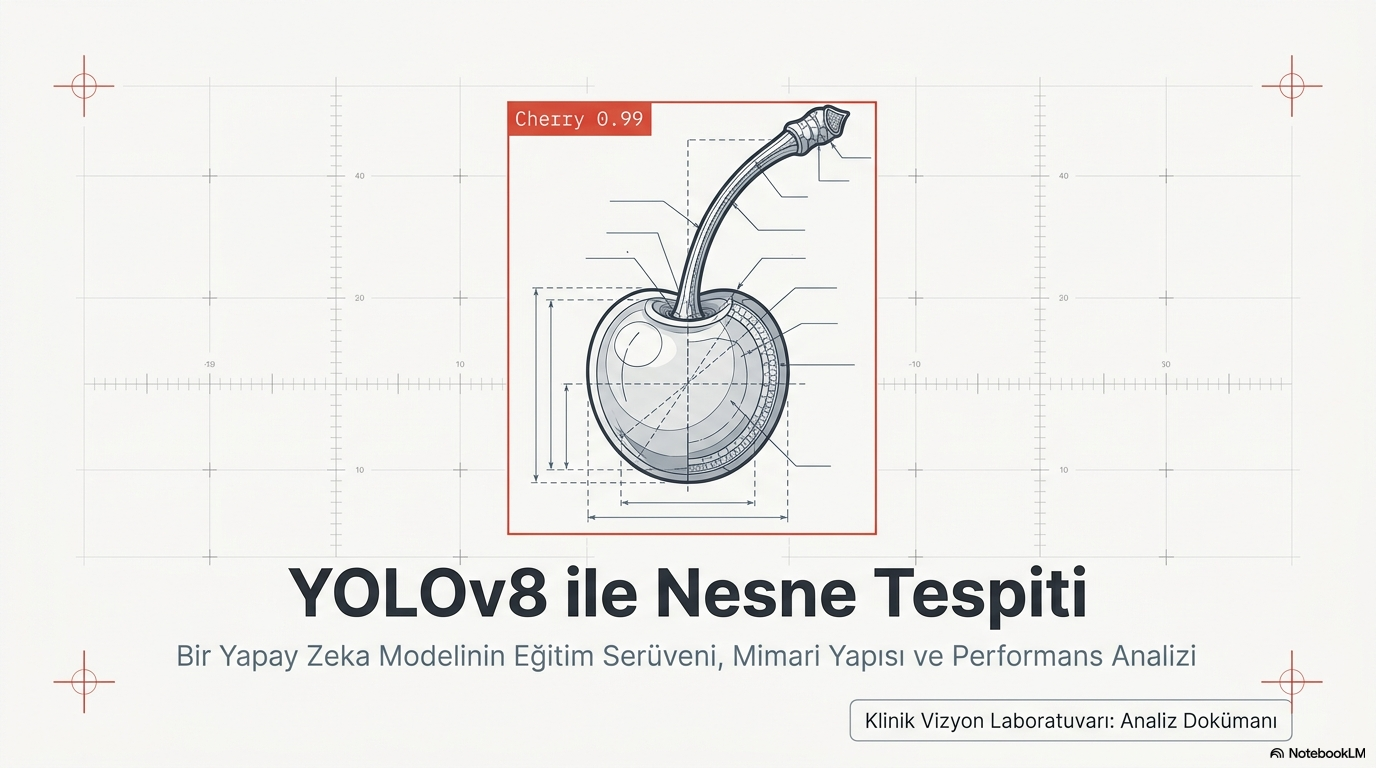 Cherry 0.99
40
40
20
20
-19
10
-10
30
10
10
YOLOv8 ile Nesne Tespiti
Bir Yapay Zeka Modelinin Eğitim Serüveni, Mimari Yapısı ve Performans Analizi
Klinik Vizyon Laboratuvarı: Analiz Dokümanı
NotebookLM